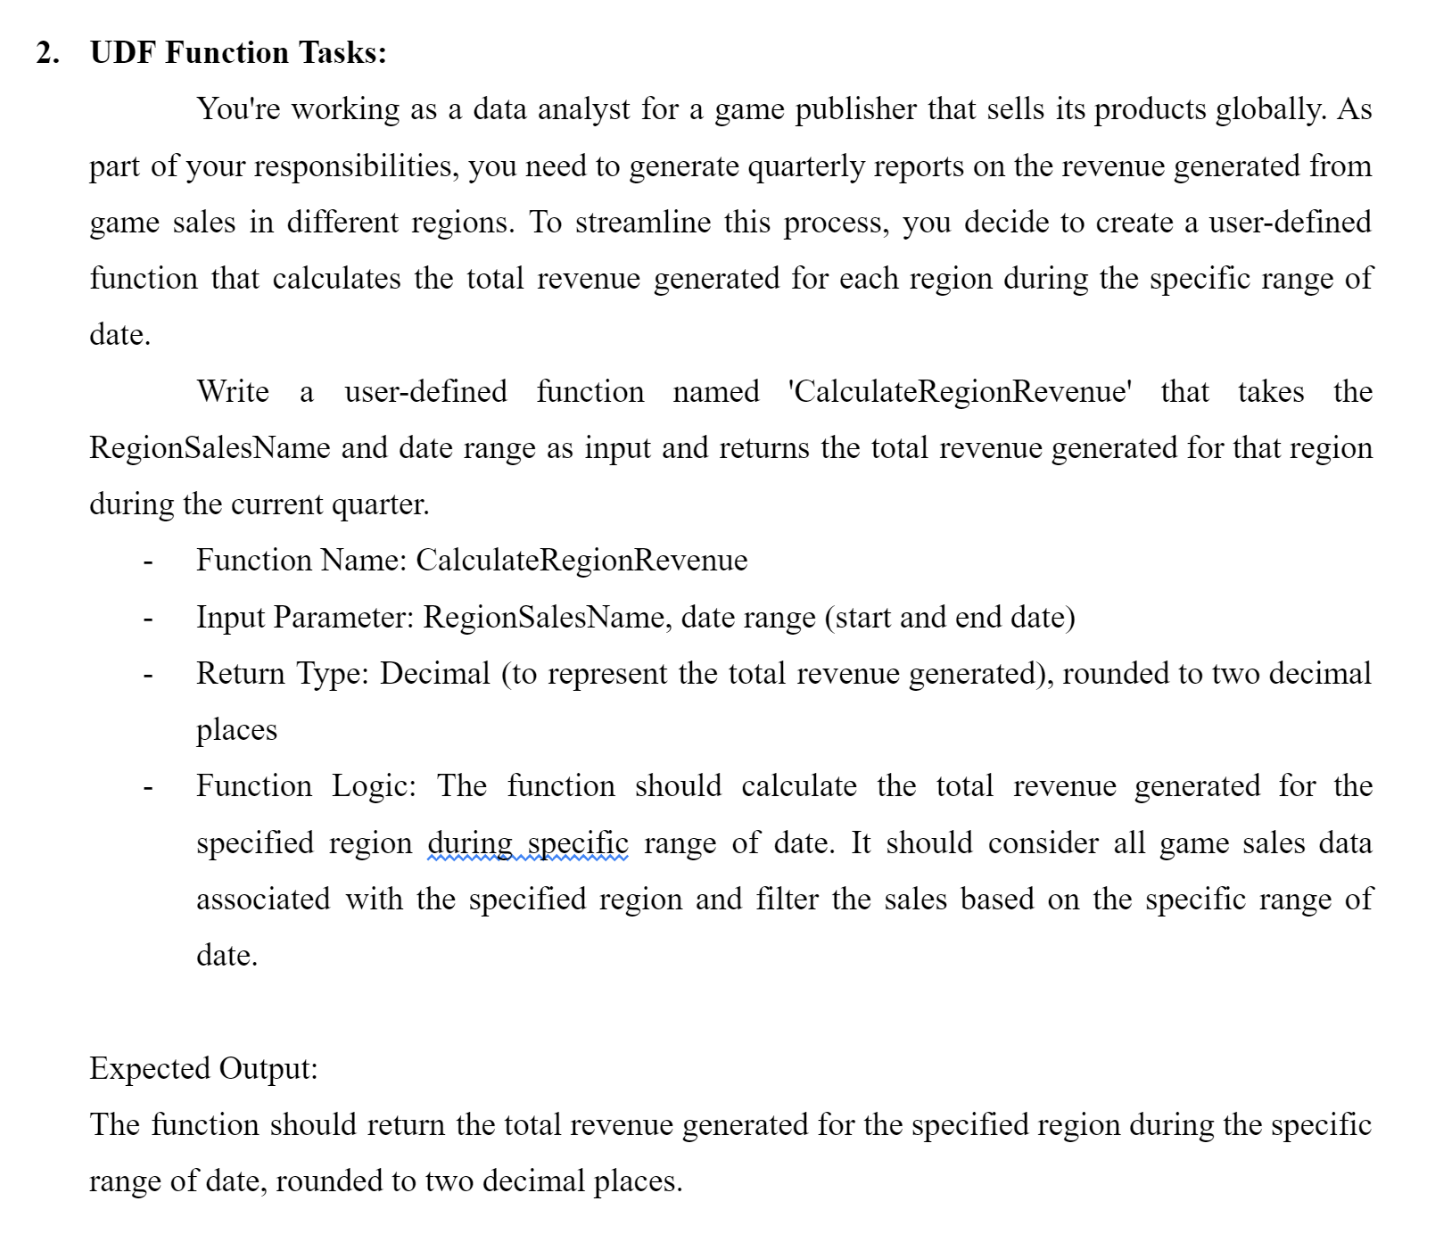 2. UDF Function Tasks:
You're working as a data analyst for a game publisher that sells its products globally. As
part of your responsibilities, you need to generate quarterly reports on the revenue generated from
game sales in different regions. To streamline this process, you decide to create a user-defined
function that calculates the total revenue generated for each region during the specific range of
date.
Write a user-defined function named 'CalculateRegionRevenue' that takes the
RegionSalesName and date range as input and returns the total revenue generated for that region
during the current quarter.
- Function Name: CalculateRegionRevenue
- Input Parameter: RegionSalesName, date range (start and end date)
- Return Type: Decimal (to represent the total revenue generated), rounded to two decimal
places
- Function Logic: The function should calculate the total revenue generated for the
specified region during specific range of date. It should consider all game sales data
associated with the specified region and filter the sales based on the specific range of
date.
Expected Output:
The function should return the total revenue generated for the specified region during the specific
range of date, rounded to two decimal places.